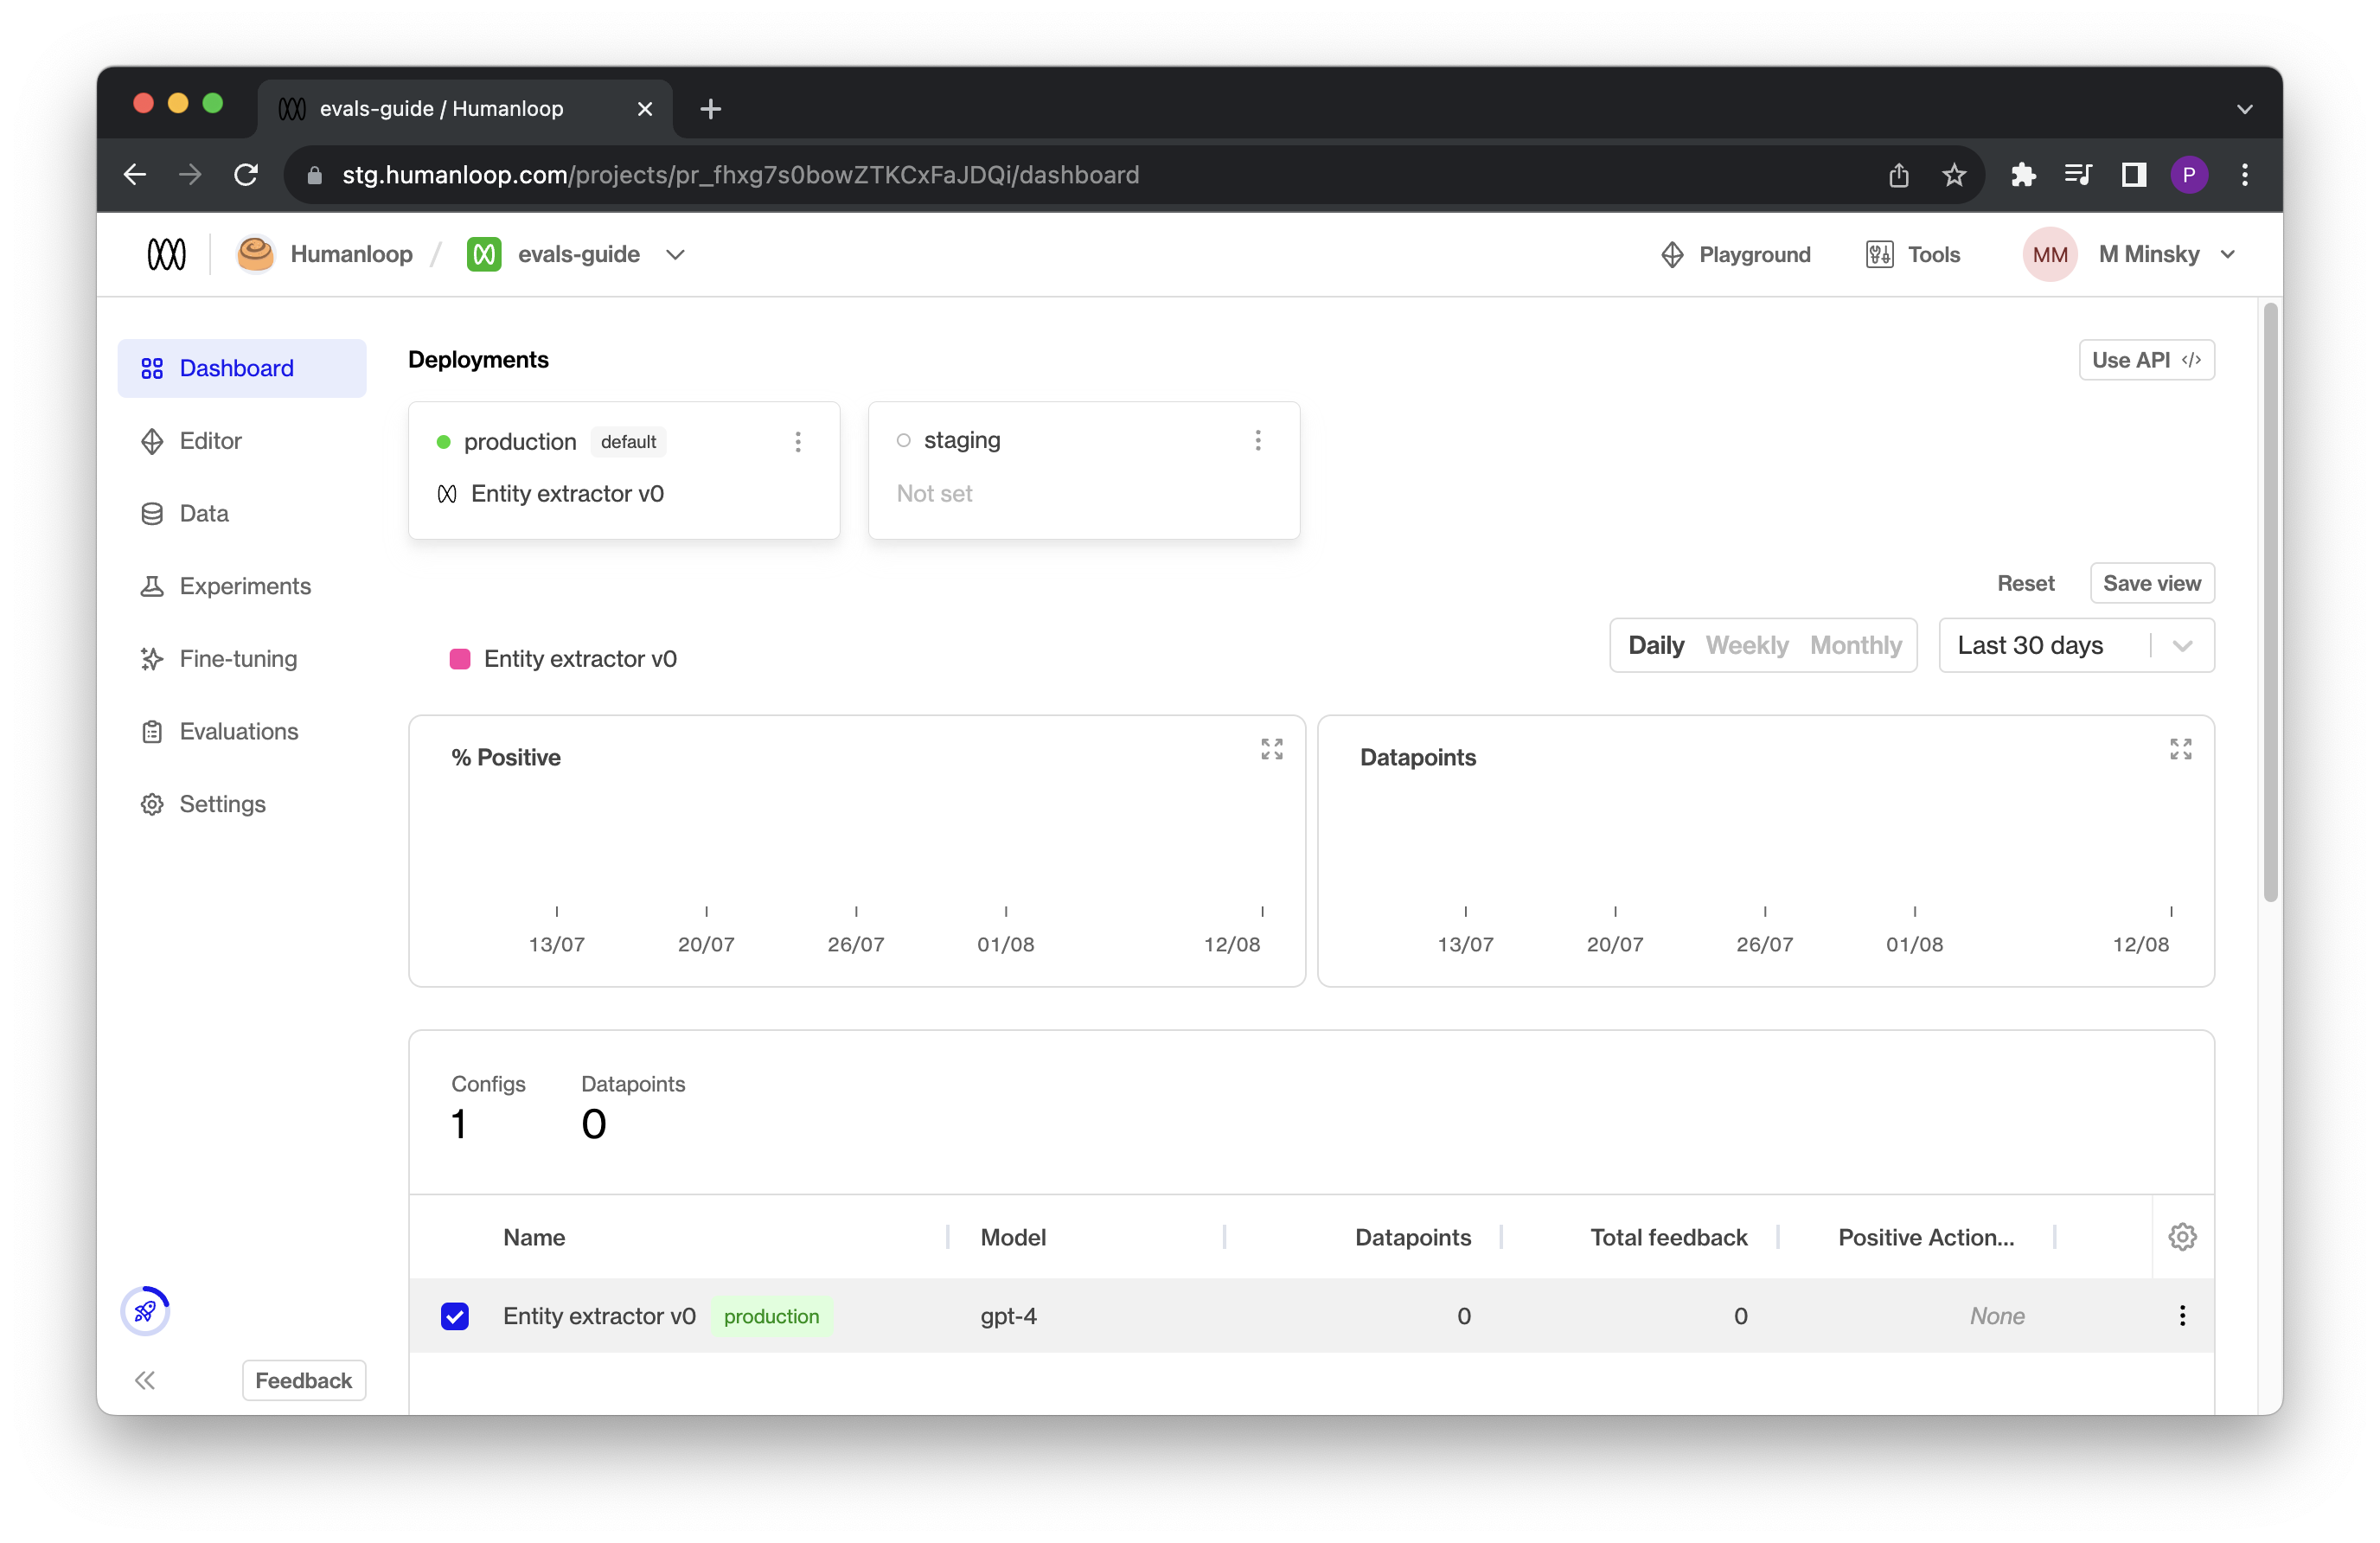 evals-guide / Humanloop
stg.humanloop.com/projects/pr_fhxg7s0bowZTKCxFaJDQi/dashboard
P
Humanloop / evals-guide
Playground
Tools
MM
M Minsky
Dashboard
Editor
Data
Experiments
Fine-tuning
Evaluations
Settings
Feedback
Deployments
Use API </>
production default
Entity extractor v0
staging
Not set
Reset
Save view
Entity extractor v0
Daily Weekly Monthly
Last 30 days
% Positive
13/07 20/07 26/07 01/08 12/08
Datapoints
13/07 20/07 26/07 01/08 12/08
Configs Datapoints
1 0
Name Model Datapoints Total feedback Positive Action...
Entity extractor v0 production gpt-4 0 0 None